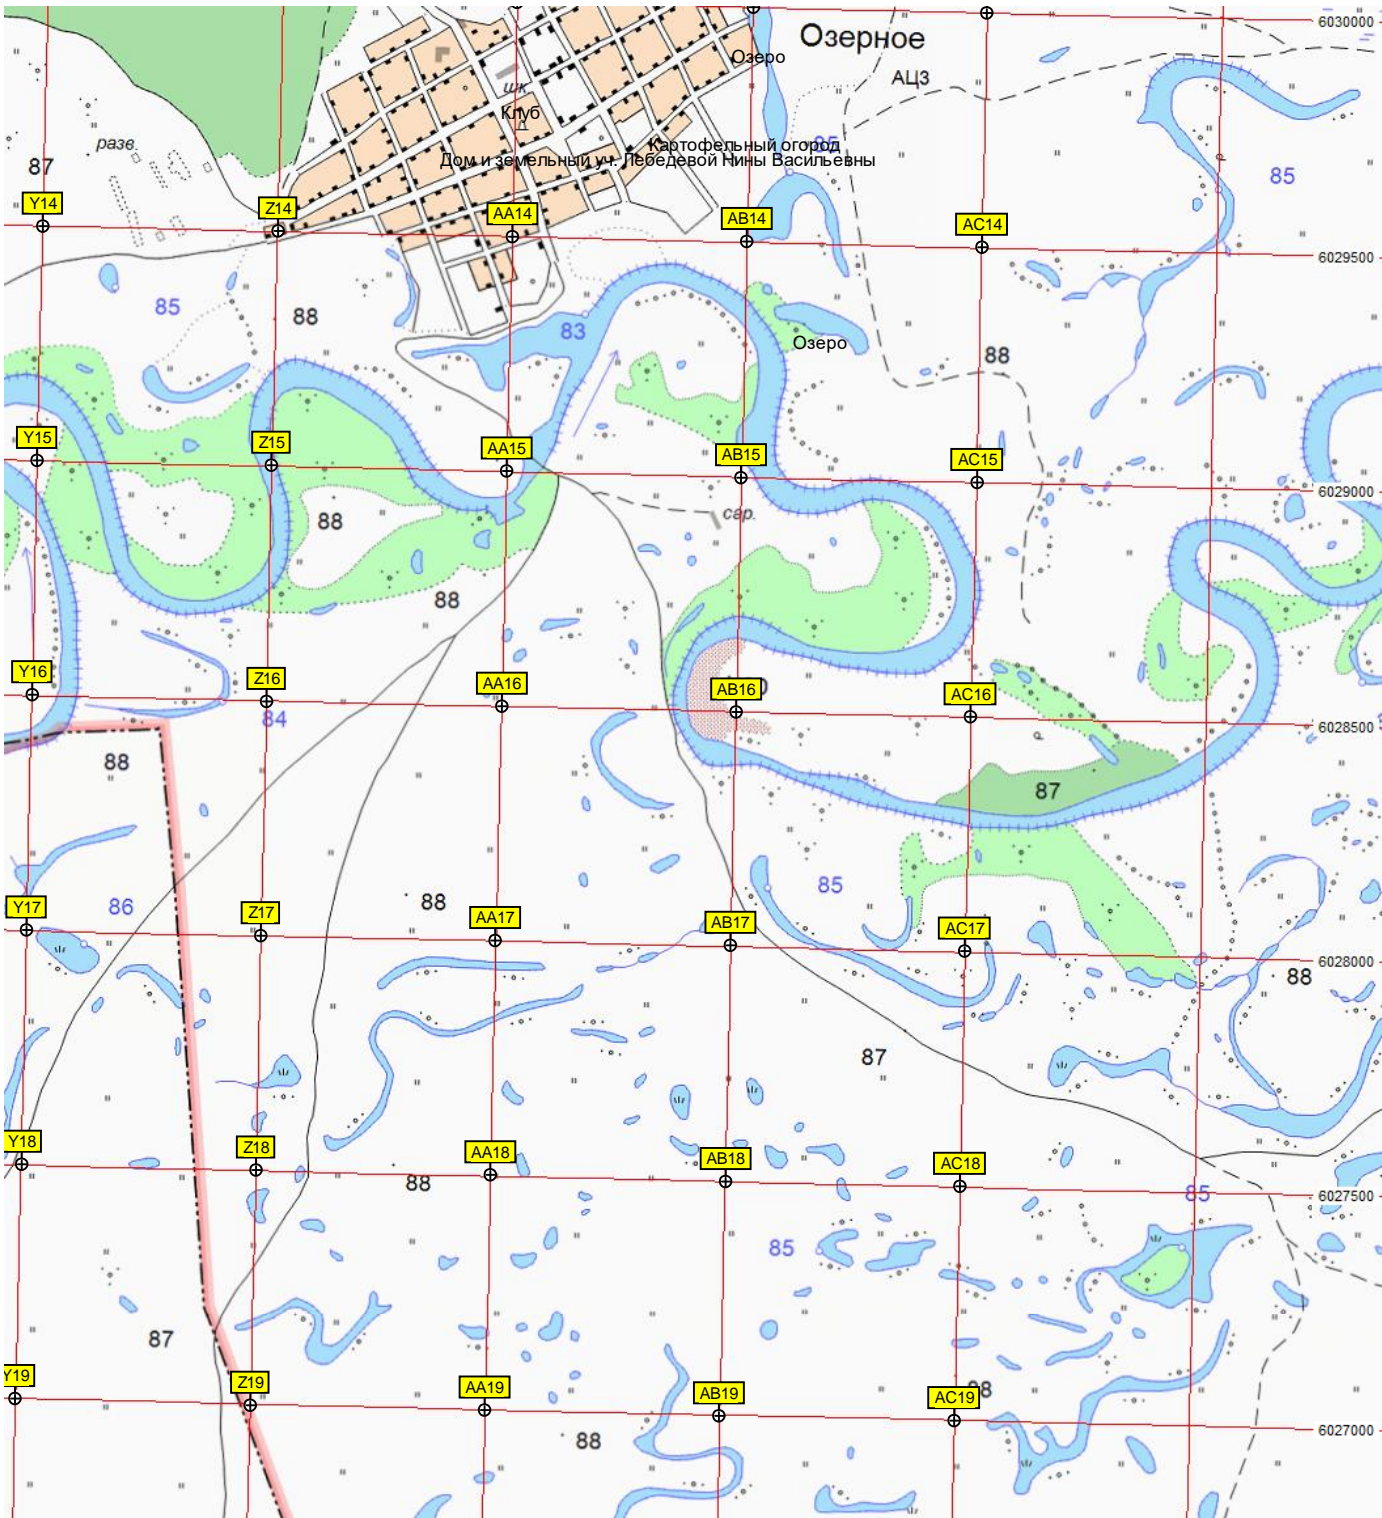 6030000
Озерное
Озеро
АЦЗ
шк.
Клуб
разв.
85
Картофельный огород
Дом и земельный уч. Лебедевой Нины Васильевны
87
85
Y14
Z14
AA14
AB14
AC14
6029500
85
88
83
Озеро
88
Y15
Z15
AA15
AB15
AC15
6029000
88
сар.
88
Y16
Z16
AA16
AB16
AC16
84
6028500
88
87
85
86
88
Y17
Z17
AA17
AB17
AC17
6028000
88
87
Y18
Z18
AA18
AB18
AC18
88
85
6027500
85
87
Y19
Z19
AA19
AB19
AC19
88
6027000
88